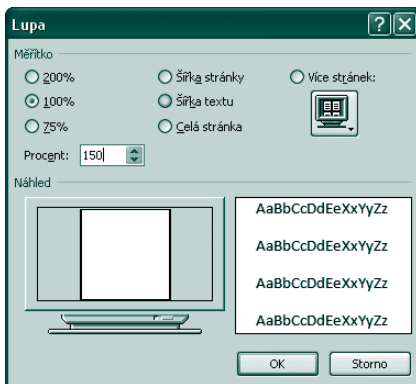 Lupa
Měřítko
200% Šířka stránky Více stránek:
100% Šířka textu
75% Celá stránka
Procent: 150
Náhled
AaBbCcDdEeXxYyZz
AaBbCcDdEeXxYyZz
AaBbCcDdEeXxYyZz
AaBbCcDdEeXxYyZz
OK Storno